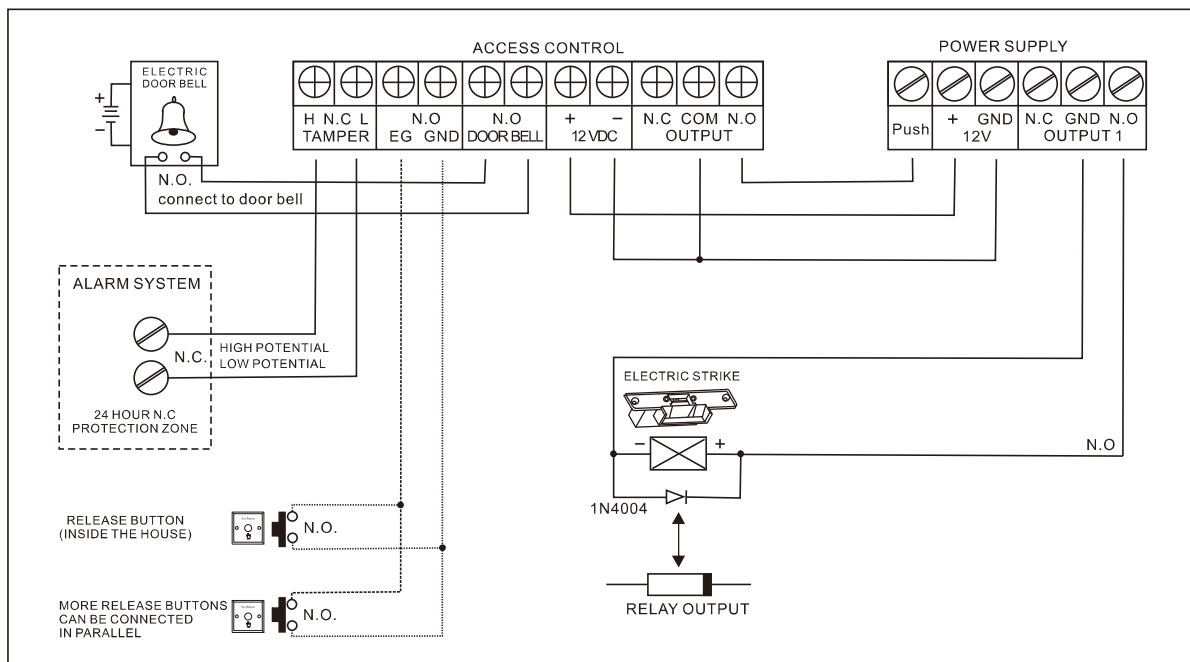 ACCESS CONTROL
POWER SUPPLY
ELECTRIC
DOOR BELL
+
−
H N.C L
TAMPER
N.O
EG GND
N.O
DOOR BELL
+ −
12 VDC
N.C COM N.O
OUTPUT
Push
+ GND
12V
N.C GND N.O
OUTPUT 1
N.O.
connect to door bell
ALARM SYSTEM
N.C.
HIGH POTENTIAL
LOW POTENTIAL
24 HOUR N.C
PROTECTION ZONE
ELECTRIC STRIKE
− +
N.O
1N4004
RELAY OUTPUT
RELEASE BUTTON
(INSIDE THE HOUSE)
N.O.
MORE RELEASE BUTTONS
CAN BE CONNECTED
IN PARALLEL
N.O.